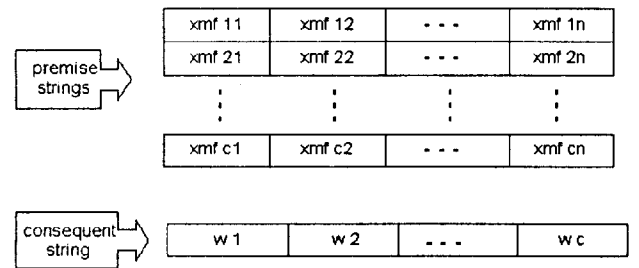 xmf 11 xmf 12 - - - xmf 1n
premise strings
xmf 21 xmf 22 - - - xmf 2n
xmf c1 xmf c2 - - - xmf cn
consequent string
w 1 w 2 - - - w c